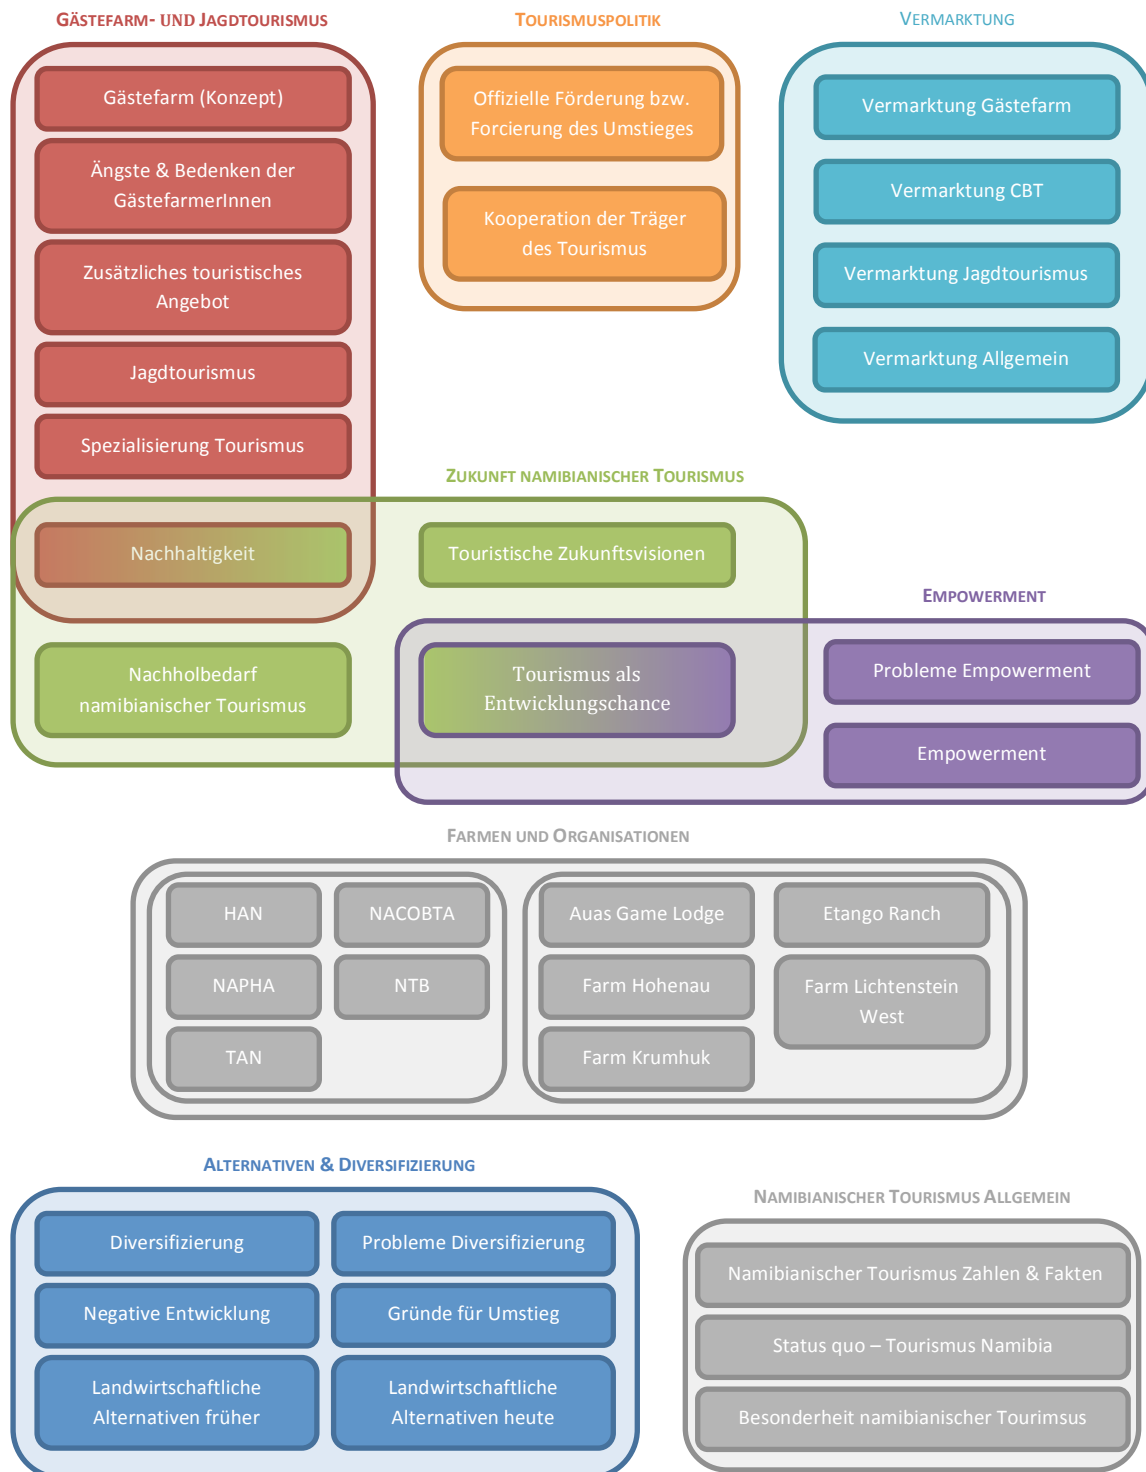 GÄSTEFARM- UND JAGDTOURISMUS
Gästefarm (Konzept)
Ängste & Bedenken der
GästefarmerInnen
Zusätzliches touristisches
Angebot
Jagdtourismus
Spezialisierung Tourismus
TOURISMUSPOLITIK
Offizielle Förderung bzw.
Forcierung des Umstieges
Kooperation der Träger
des Tourismus
VERMARKTUNG
Vermarktung Gästefarm
Vermarktung CBT
Vermarktung Jagdtourismus
Vermarktung Allgemein
ZUKUNFT NAMIBIANISCHER TOURISMUS
Nachhaltigkeit
Touristische Zukunftsvisionen
Nachholbedarf
namibianischer Tourismus
Tourismus als
Entwicklungschance
EMPOWERMENT
Probleme Empowerment
Empowerment
FARMEN UND ORGANISATIONEN
HAN
NACOBTA
NAPHA
NTB
TAN
Auas Game Lodge
Etango Ranch
Farm Hohenau
Farm Lichtenstein
West
Farm Krumhuk
ALTERNATIVEN & DIVERSIFIZIERUNG
Diversifizierung
Probleme Diversifizierung
Negative Entwicklung
Gründe für Umstieg
Landwirtschaftliche
Alternativen früher
Landwirtschaftliche
Alternativen heute
NAMIBIANISCHER TOURISMUS ALLGEMEIN
Namibianischer Tourismus Zahlen & Fakten
Status quo – Tourismus Namibia
Besonderheit namibianischer Tourimsus